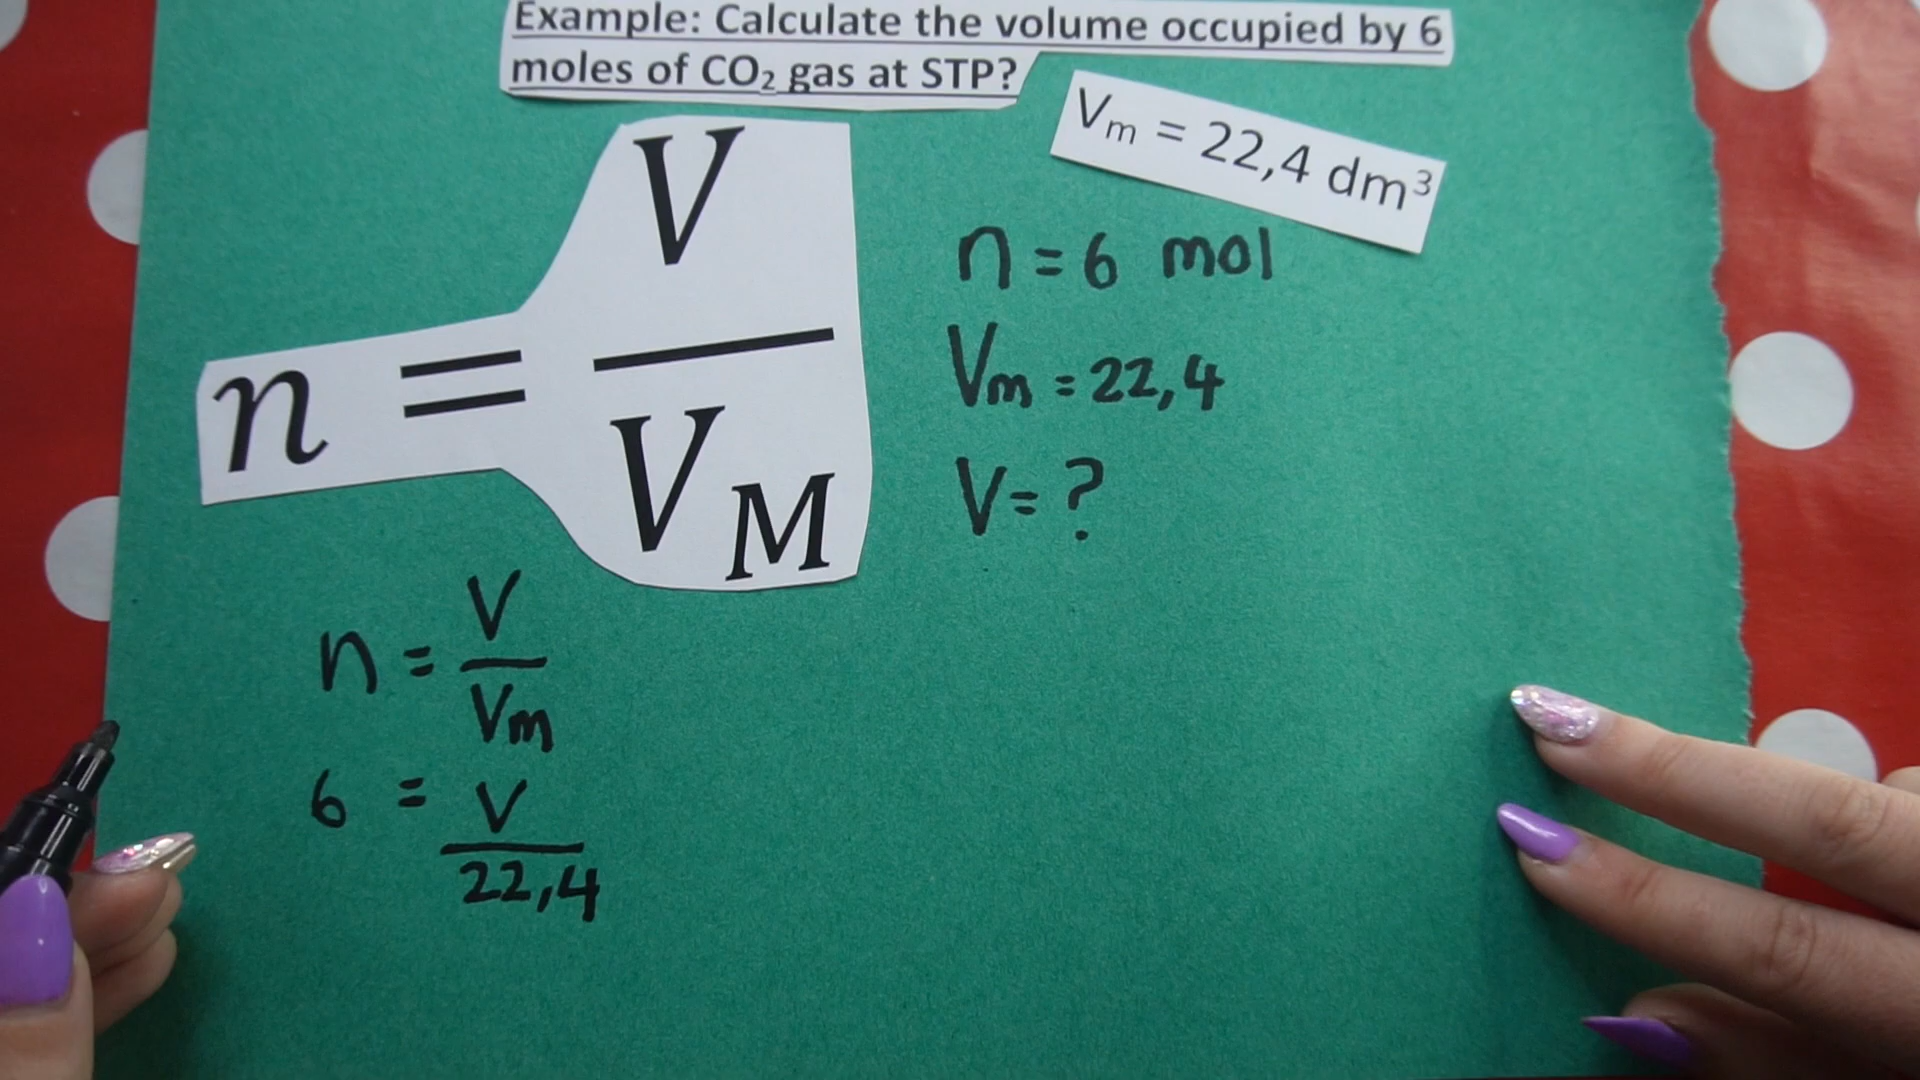 Example: Calculate the volume occupied by 6
moles of CO₂ gas at STP?
Vₘ = 22,4 dm³
n = V / V_M
n = 6 mol
Vm = 22,4
V = ?
n = V / Vm
6 = V / 22,4